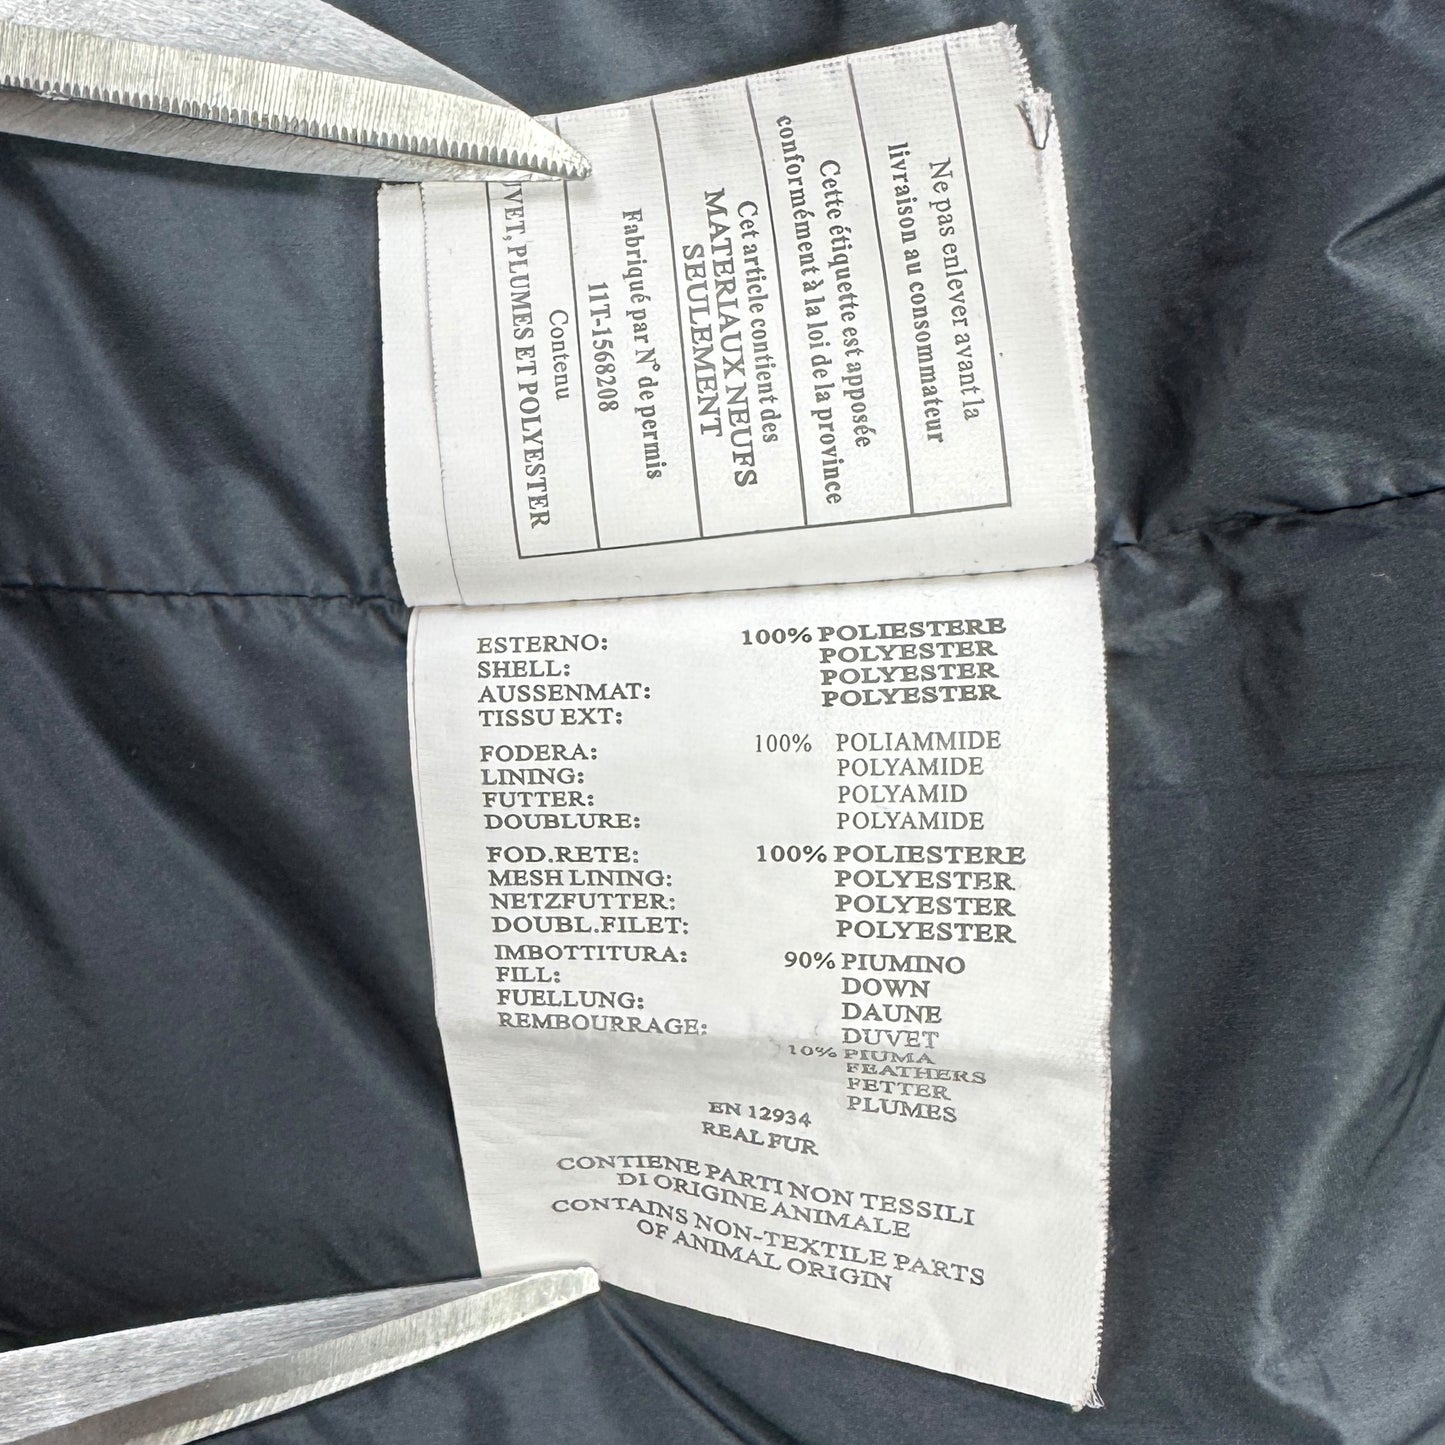 Ne pas enlever avant la
livraison au consommateur
Cette étiquette est apposée
conformément à la loi de la province
Cet article contient des
MATERIAUX NEUFS
SEULEMENT
Fabriqué par N° de permis
11T-1568208
Contenu
PLUMES ET POLYESTER
ESTERNO: 100% POLIESTERE
SHELL: POLYESTER
AUSSENMAT: POLYESTER
TISSU EXT: POLYESTER
FODERA: 100% POLIAMMIDE
LINING: POLYAMIDE
FUTTER: POLYAMID
DOUBLURE: POLYAMIDE
FOD.RETE: 100% POLIESTERE
MESH LINING: POLYESTER
NETZFUTTER: POLYESTER
DOUBL.FILET: POLYESTER
IMBOTTITURA: 90% PIUMINO
FILL: DOWN
FUELLUNG: DAUNE
REMBOURRAGE: DUVET
10% PIUMA
FEATHERS
FETTER
PLUMES
EN 12934
REAL FUR
CONTIENE PARTI NON TESSILI
DI ORIGINE ANIMALE
CONTAINS NON-TEXTILE PARTS
OF ANIMAL ORIGIN